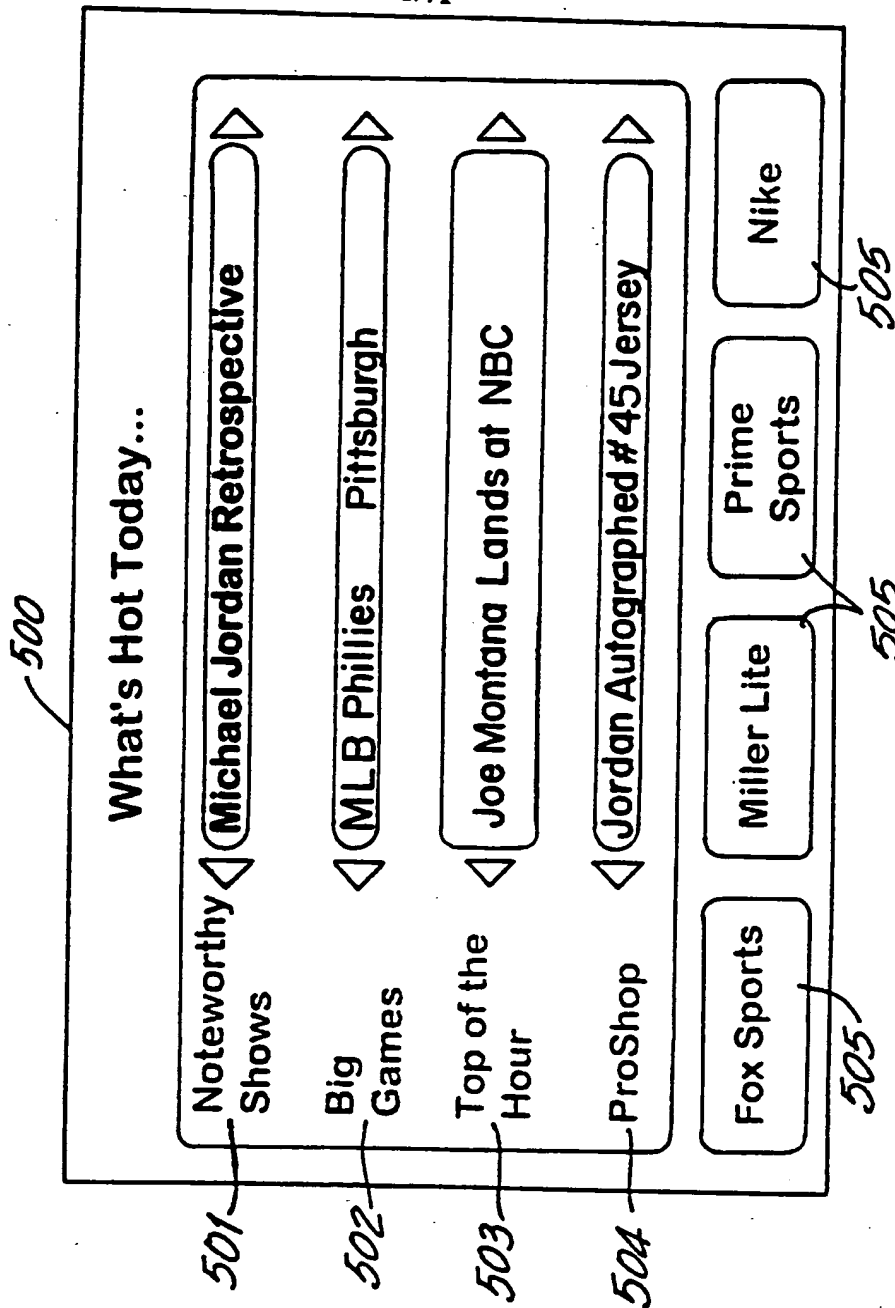 500
What's Hot Today...
501
Noteworthy
Shows
Michael Jordan Retrospective
502
Big
Games
MLB Phillies Pittsburgh
503
Top of the
Hour
Joe Montana Lands at NBC
504
ProShop
Jordan Autographed #45 Jersey
Fox Sports
Miller Lite
Prime
Sports
Nike
505
505
505